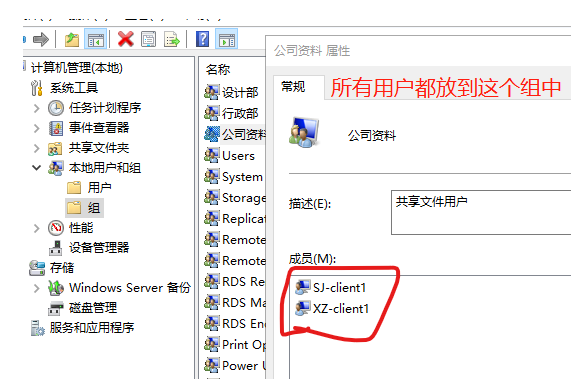 计算机管理(本地)
系统工具
任务计划程序
事件查看器
共享文件夹
本地用户和组
用户
组
性能
设备管理器
存储
Windows Server 备份
磁盘管理
服务和应用程序
名称
设计部
行政部
公司资料
Users
System
Storage
Replicat
Remote
Remote
RDS Re
RDS Ma
RDS En
Print Op
Power U
公司资料 属性
常规
所有用户都放到这个组中
公司资料
描述(E):
共享文件用户
成员(M):
SJ-client1
XZ-client1